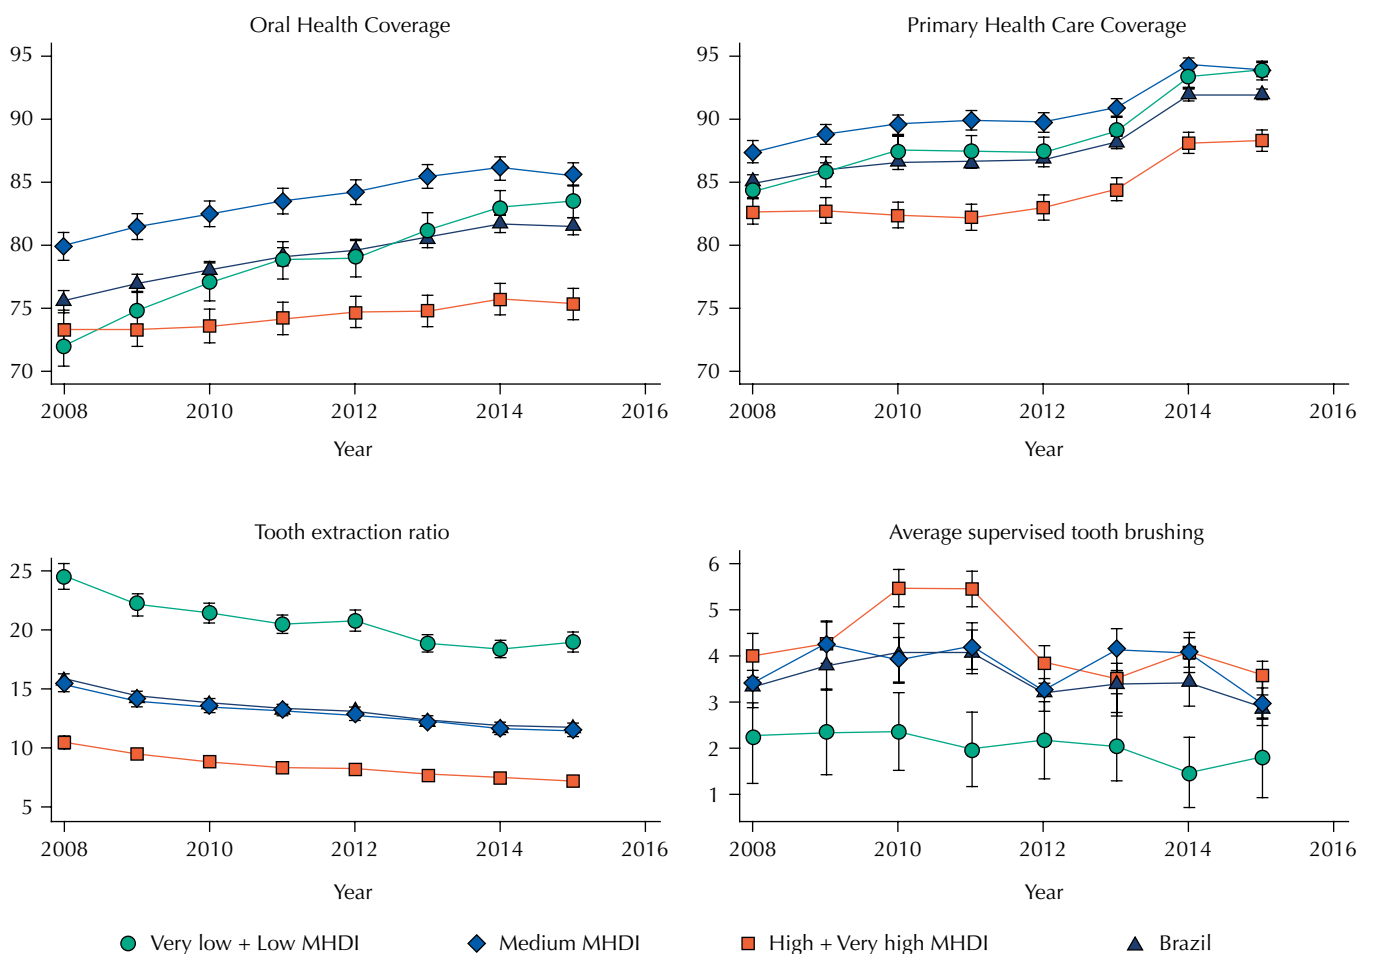 Oral Health Coverage
95
90
85
80
75
70
2008 2010 2012 2014 2016
Year
Primary Health Care Coverage
95
90
85
80
75
70
2008 2010 2012 2014 2016
Year
Tooth extraction ratio
25
20
15
10
5
2008 2010 2012 2014 2016
Year
Average supervised tooth brushing
6
5
4
3
2
1
2008 2010 2012 2014 2016
Year
Very low + Low MHDI Medium MHDI High + Very high MHDI Brazil